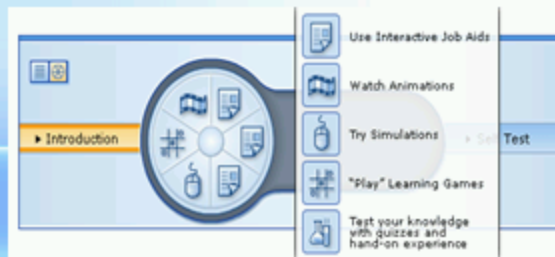 Use Interactive Job Aids
Watch Animations
Introduction
Try Simulations
Self Test
"Play" Learning Games
Test your knowledge
with quizzes and
hand-on experience